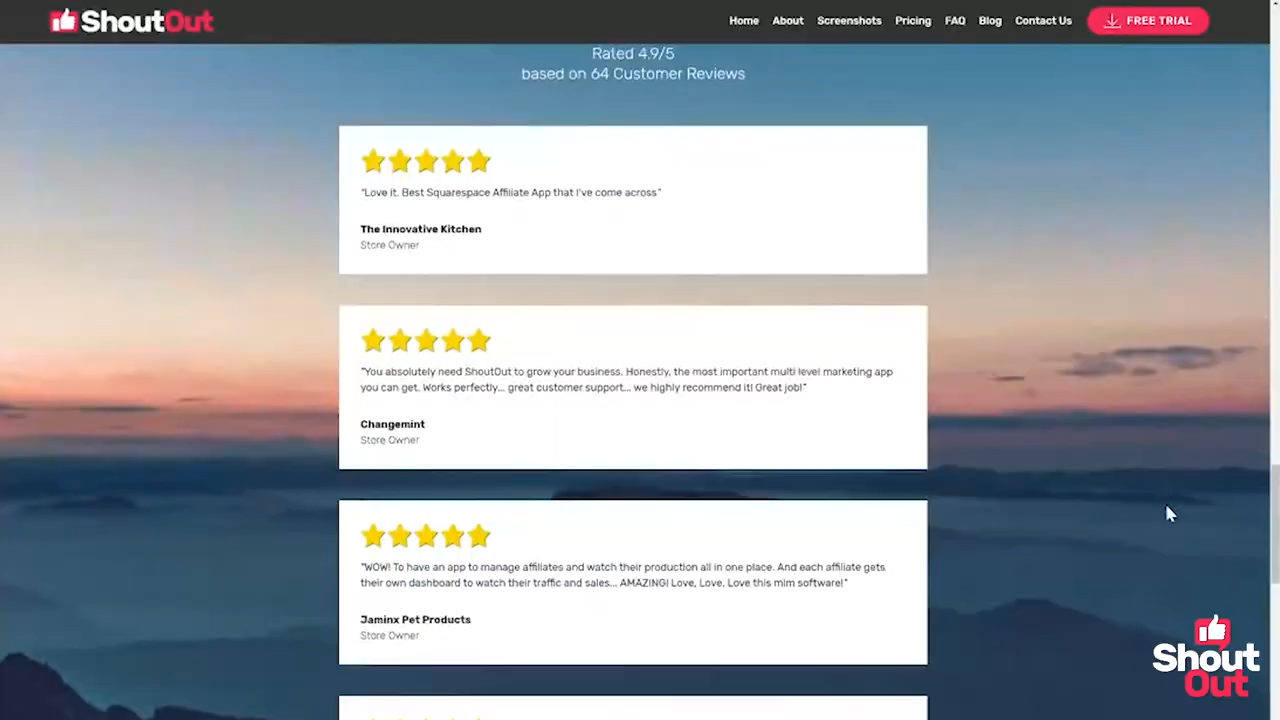 ShoutOut
Home About Screenshots Pricing FAQ Blog Contact Us FREE TRIAL
Rated 4.9/5
based on 64 Customer Reviews
"Love it. Best Squarespace Affiliate App that I've come across"
The Innovative Kitchen
Store Owner
"You absolutely need ShoutOut to grow your business. Honestly, the most important multi level marketing app
you can get. Works perfectly... great customer support... we highly recommend it! Great job!"
Changemint
Store Owner
"WOW! To have an app to manage affiliates and watch their production all in one place. And each affiliate gets
their own dashboard to watch their traffic and sales... AMAZING! Love, Love, Love this mlm software!"
Jaminx Pet Products
Store Owner
Shout
Out